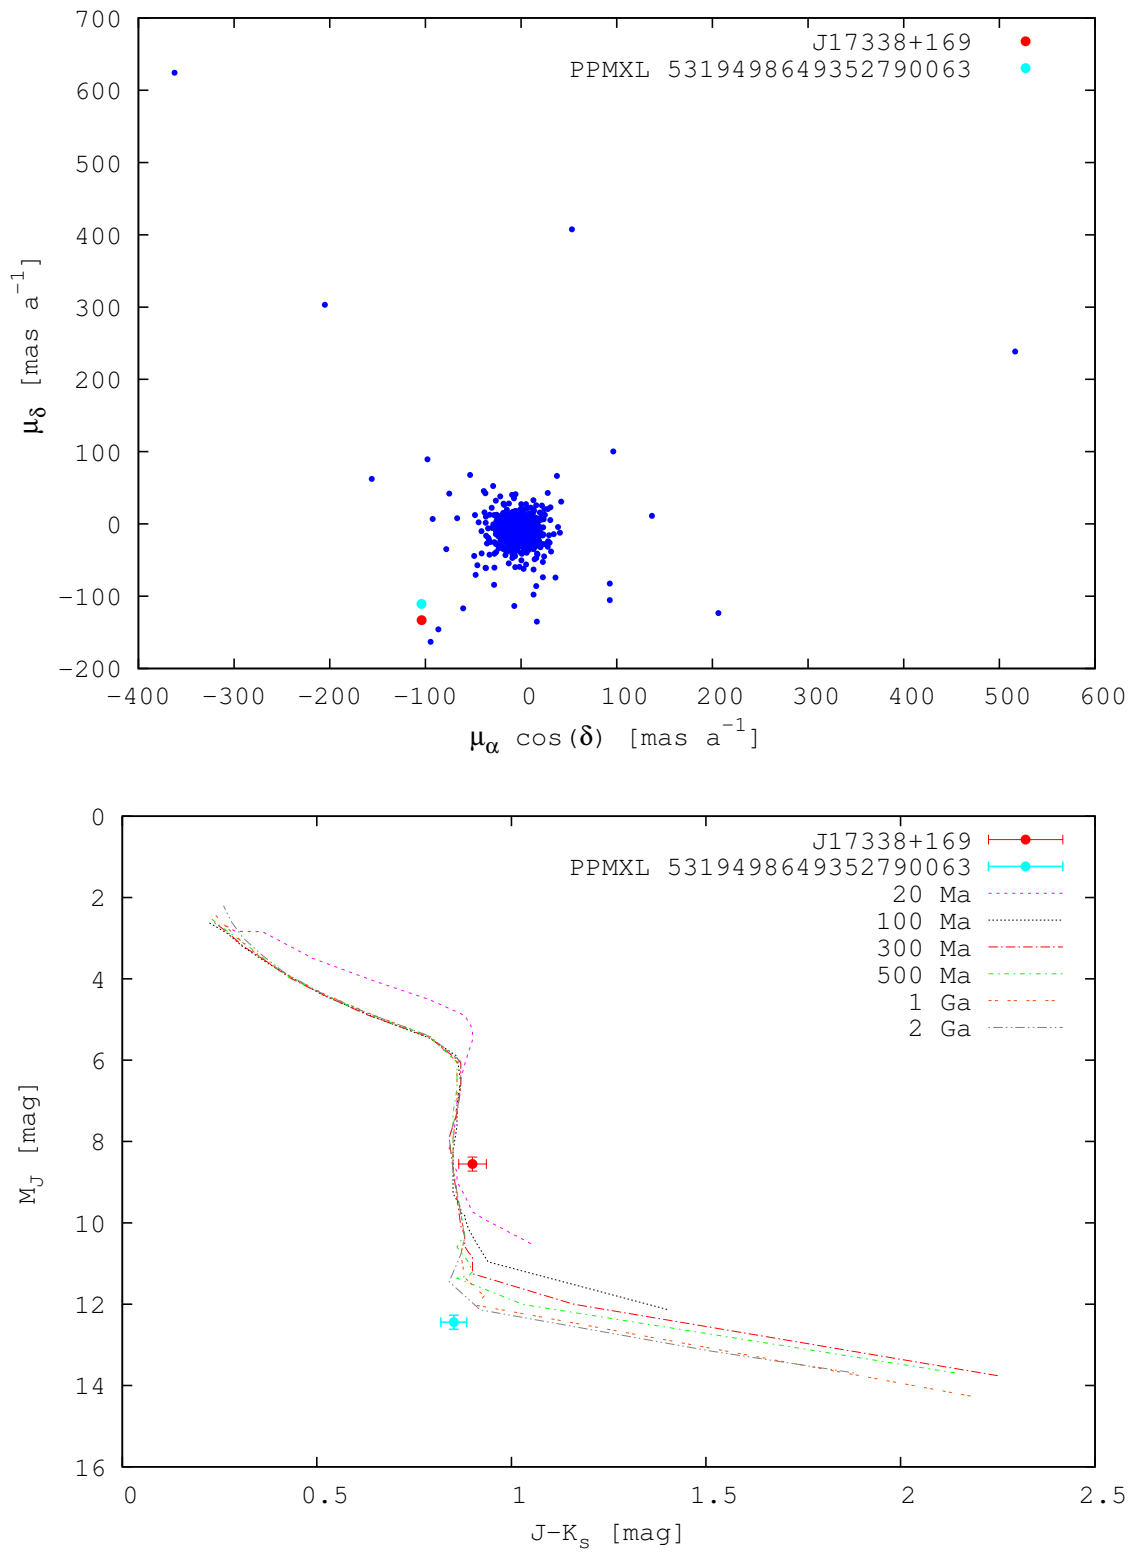 700
J17338+169
PPMXL 5319498649352790063
600
500
400
300
200
100
0
−100
−200
μδ [mas a−1]
−400 −300 −200 −100 0 100 200 300 400 500 600
μα cos(δ) [mas a−1]
0
J17338+169
PPMXL 5319498649352790063
20 Ma
100 Ma
300 Ma
500 Ma
1 Ga
2 Ga
2
4
6
8
10
12
14
16
MJ [mag]
0 0.5 1 1.5 2 2.5
J−Ks [mag]